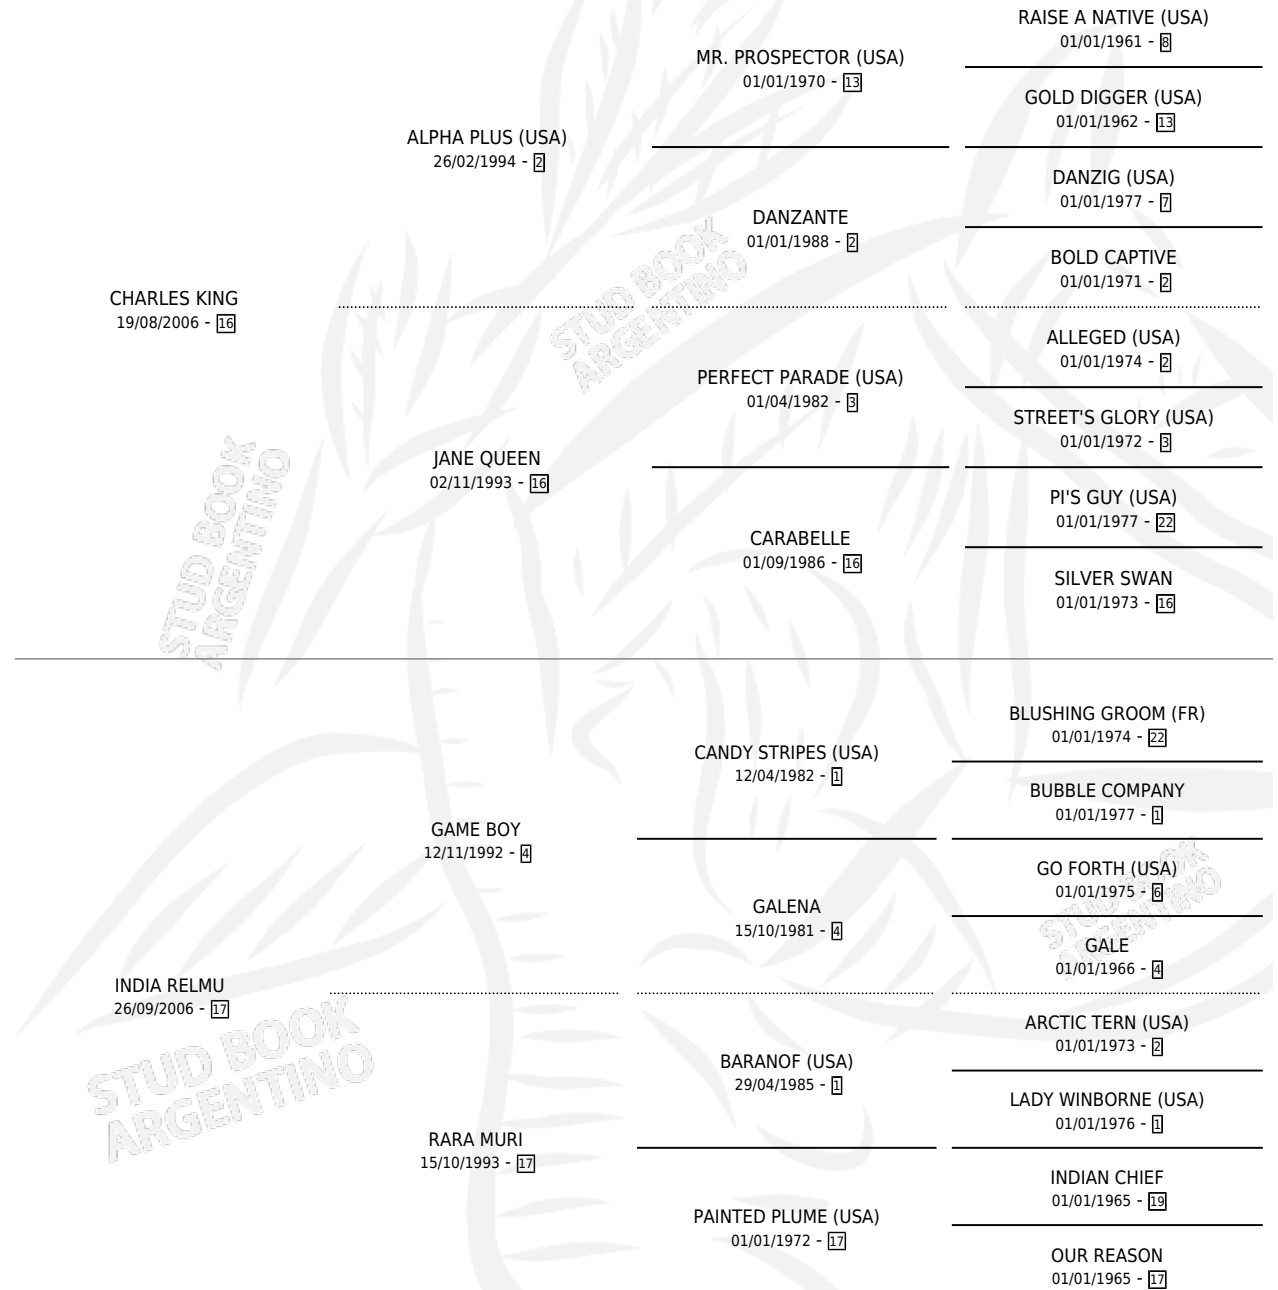 RAISE A NATIVE (USA)
01/01/1961 - 8
MR. PROSPECTOR (USA)
01/01/1970 - 13
GOLD DIGGER (USA)
01/01/1962 - 13
ALPHA PLUS (USA)
26/02/1994 - 2
DANZIG (USA)
01/01/1977 - 7
DANZANTE
01/01/1988 - 2
BOLD CAPTIVE
01/01/1971 - 2
STUD BOOK
ARGENTINO
CHARLES KING
19/08/2006 - 16
ALLEGED (USA)
01/01/1974 - 2
PERFECT PARADE (USA)
01/04/1982 - 3
STREET'S GLORY (USA)
01/01/1972 - 3
JANE QUEEN
02/11/1993 - 16
STUD BOOK
ARGENTINO
PI'S GUY (USA)
01/01/1977 - 22
CARABELLE
01/09/1986 - 16
SILVER SWAN
01/01/1973 - 16
BLUSHING GROOM (FR)
01/01/1974 - 22
CANDY STRIPES (USA)
12/04/1982 - 1
BUBBLE COMPANY
01/01/1977 - 1
GAME BOY
12/11/1992 - 4
GO FORTH (USA)
01/01/1975 - 6
STUD BOOK
ARGENTINO
GALENA
15/10/1981 - 4
GALE
01/01/1966 - 4
INDIA RELMU
26/09/2006 - 17
STUD BOOK
ARGENTINO
ARCTIC TERN (USA)
01/01/1973 - 2
BARANOF (USA)
29/04/1985 - 1
LADY WINBORNE (USA)
01/01/1976 - 1
RARA MURI
15/10/1993 - 17
INDIAN CHIEF
01/01/1965 - 19
PAINTED PLUME (USA)
01/01/1972 - 17
OUR REASON
01/01/1965 - 17